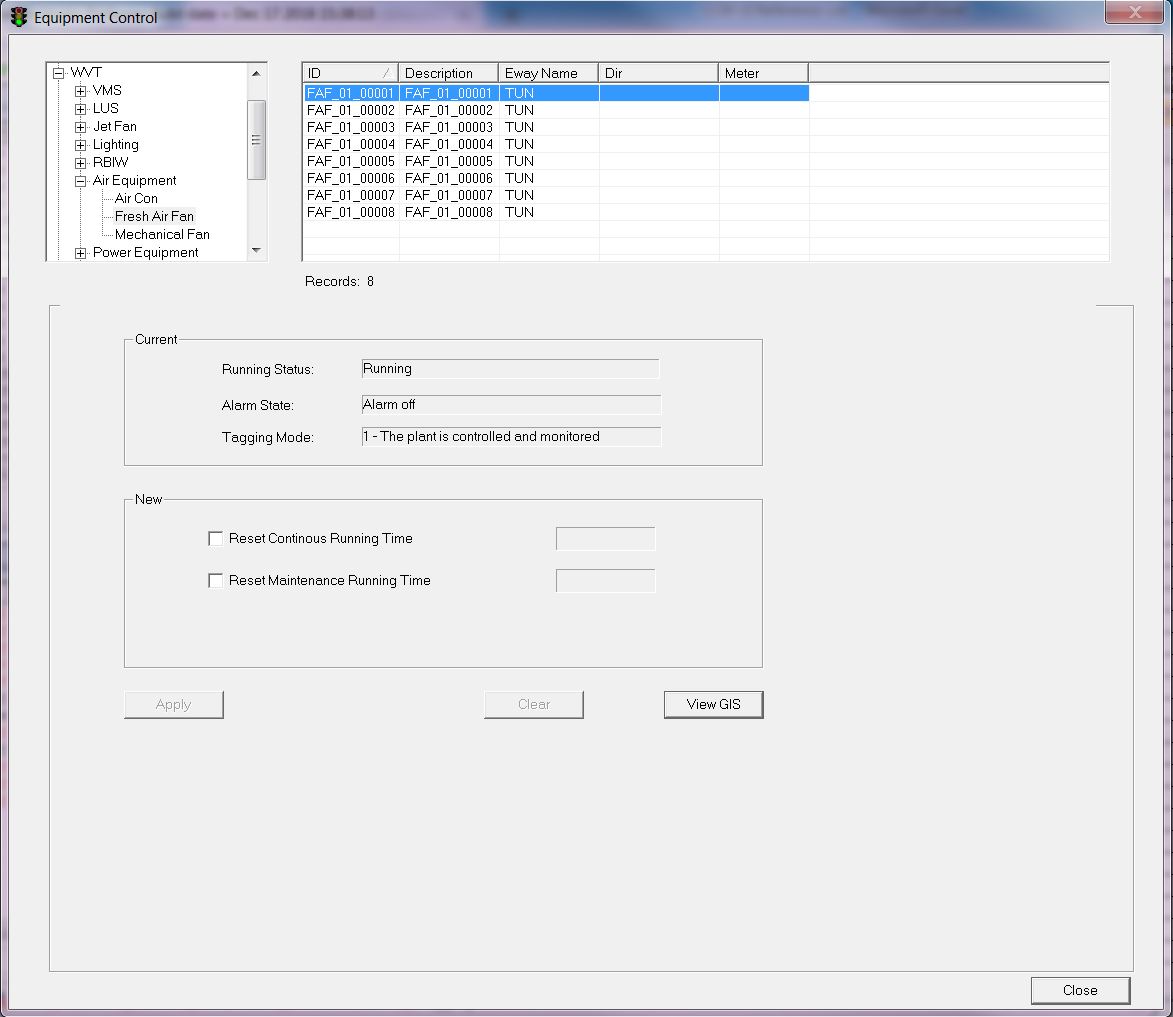 Equipment Control
WVT
VMS
LUS
Jet Fan
Lighting
RBIW
Air Equipment
Air Con
Fresh Air Fan
Mechanical Fan
Power Equipment
ID Description Eway Name Dir Meter
FAF_01_00001 FAF_01_00001 TUN
FAF_01_00002 FAF_01_00002 TUN
FAF_01_00003 FAF_01_00003 TUN
FAF_01_00004 FAF_01_00004 TUN
FAF_01_00005 FAF_01_00005 TUN
FAF_01_00006 FAF_01_00006 TUN
FAF_01_00007 FAF_01_00007 TUN
FAF_01_00008 FAF_01_00008 TUN
Records: 8
Current
Running Status: Running
Alarm State: Alarm off
Tagging Mode: 1 - The plant is controlled and monitored
New
Reset Continous Running Time
Reset Maintenance Running Time
Apply Clear View GIS
Close